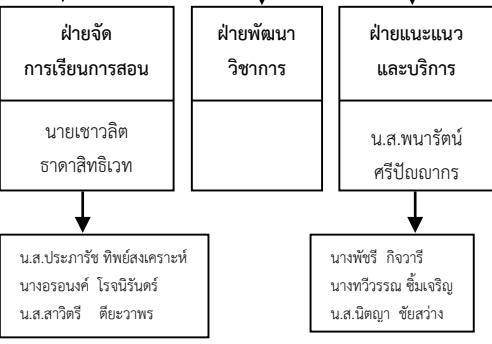 ฝ่ายจัด
การเรียนการสอน
นายเชาวลิต
ธาดาสิทธิเวท
น.ส.ประภารัช ทิพย์สงเคราะห์
นางอรอนงค์ โรจนิรันดร์
น.ส.สาวิตรี ตียะวาพร
ฝ่ายพัฒนา
วิชาการ
ฝ่ายแนะแนว
และบริการ
น.ส.พนารัตน์
ศรีปัญญากร
นางพัชรี กิจวารี
นางทวีวรรณ ซิ้มเจริญ
น.ส.นิตญา ชัยสว่าง